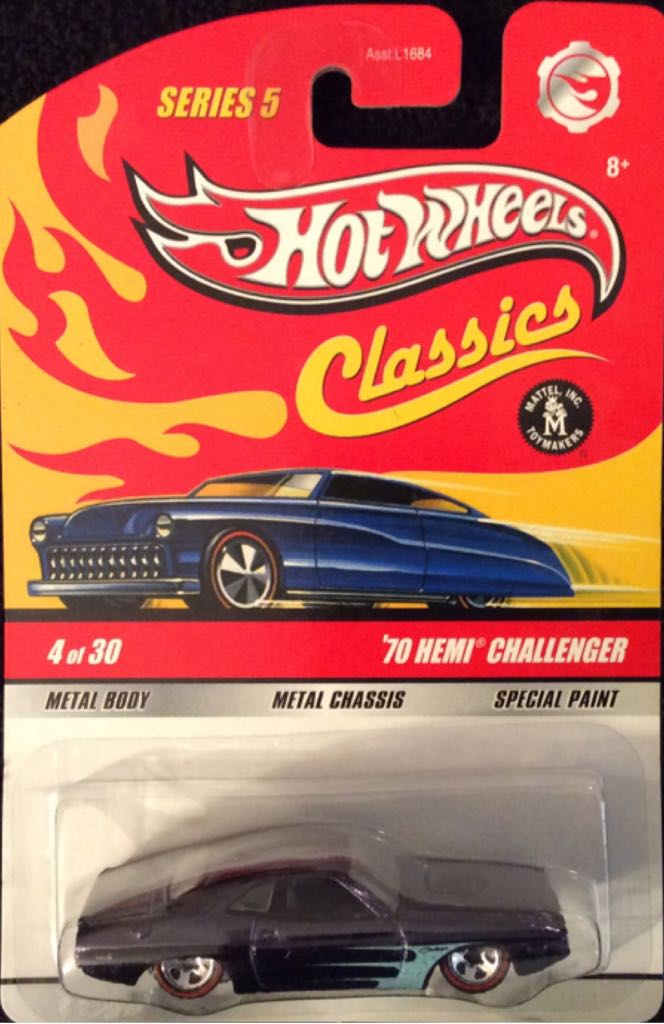 Asst.L1684
SERIES 5
8+
HOT WHEELS®
Classics
MATTEL, INC.
M
TOYMAKERS
4 of 30
'70 HEMI® CHALLENGER
METAL BODY
METAL CHASSIS
SPECIAL PAINT